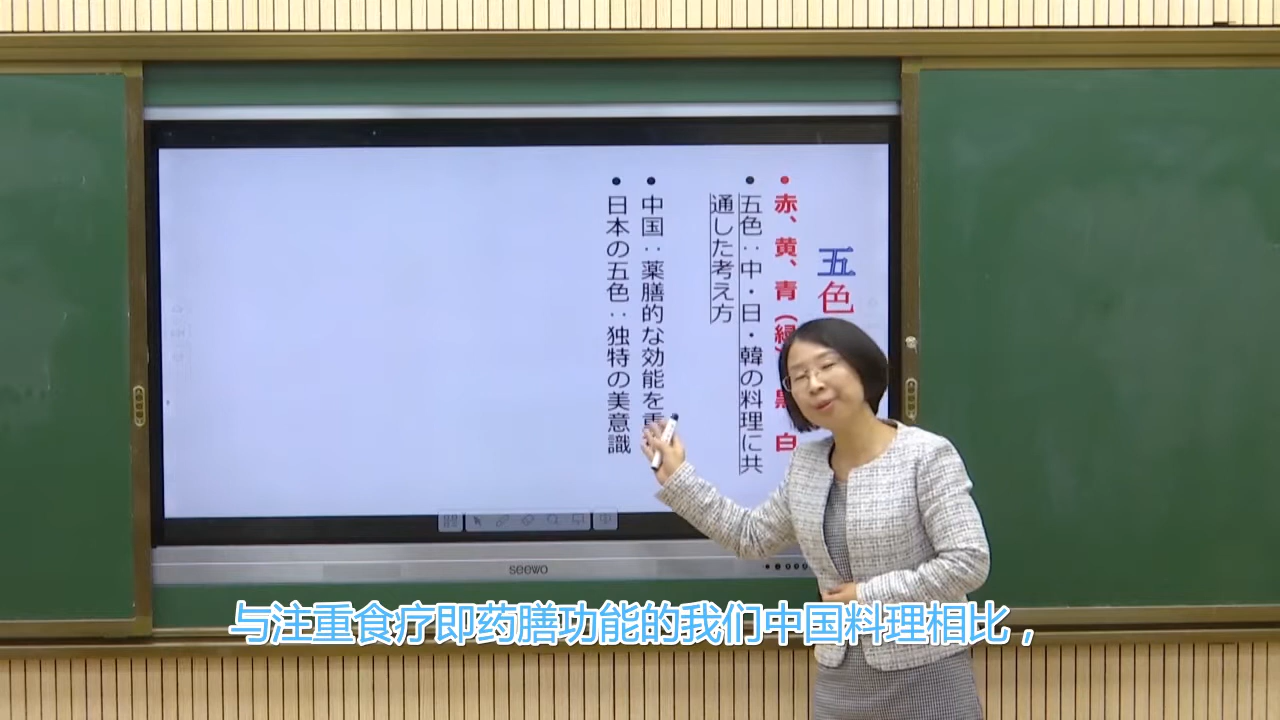 五色
赤、黄、青（緑
白
五色：中・日・韓の料理に共
通した考え方
中国：薬膳的な効能を重
日本の五色：独特の美意識
seewo
与注重食疗即药膳功能的我们中国料理相比，